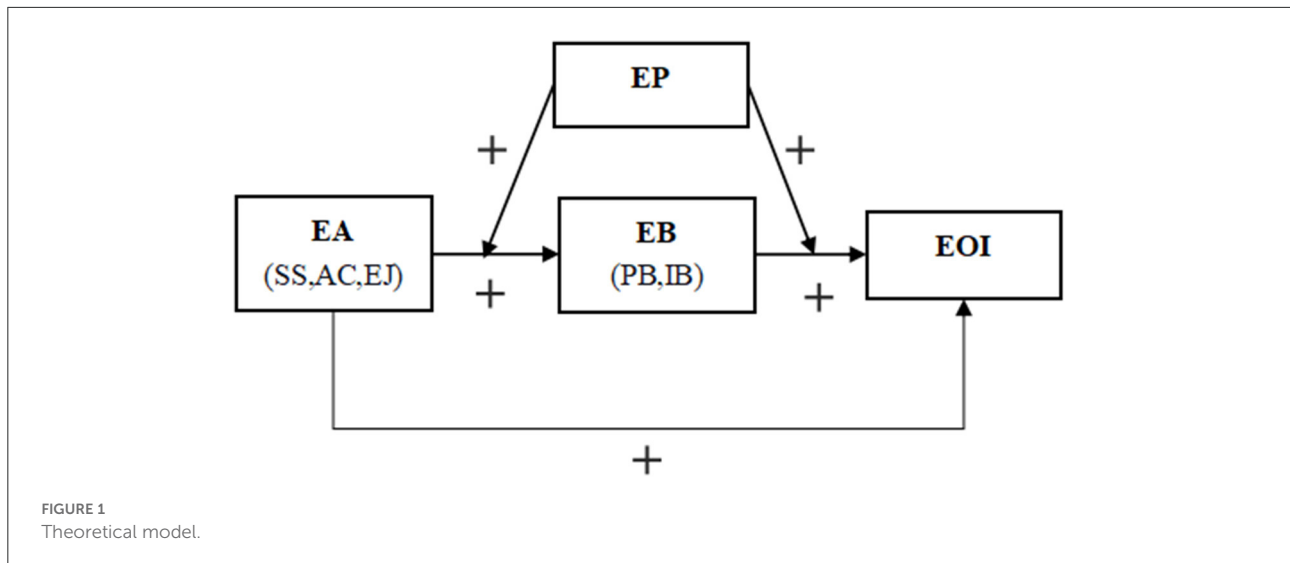 EP
+
+
EA
(SS,AC,EJ)
EB
(PB,IB)
EOI
+
+
+
FIGURE 1
Theoretical model.